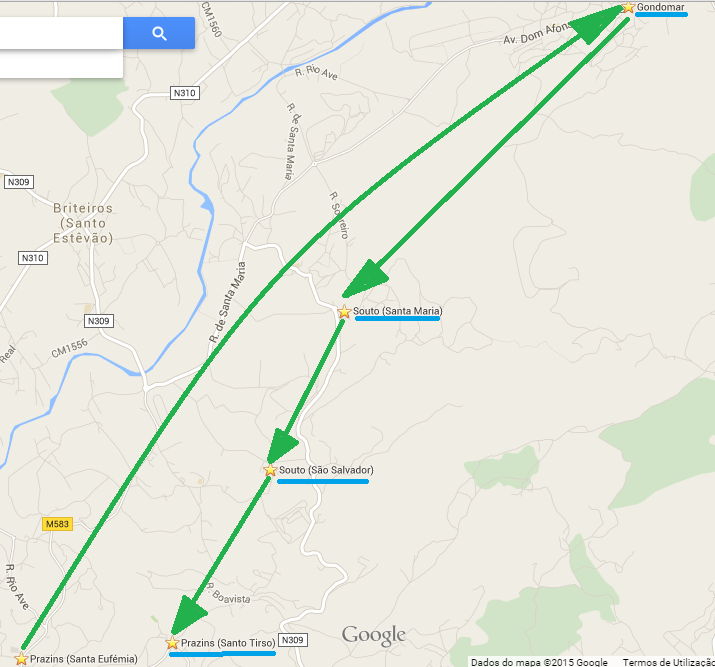 Gondomar
CM1560
Av. Dom Afons
R. Rio Ave
N310
R. de Santa Maria
N309
R. Sobreiro
Briteiros
(Santo
Estêvão)
N310
R. de Santa Maria
Souto (Santa Maria)
N309
CM1556
Real
Souto (São Salvador)
M583
R. Rio Ave
R. Boavista
Prazins (Santo Tirso)
N309
Google
Prazins (Santa Eufémia)
Dados do mapa ©2015 Google
Termos de Utilização